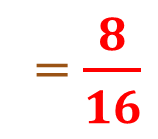 = 8/16